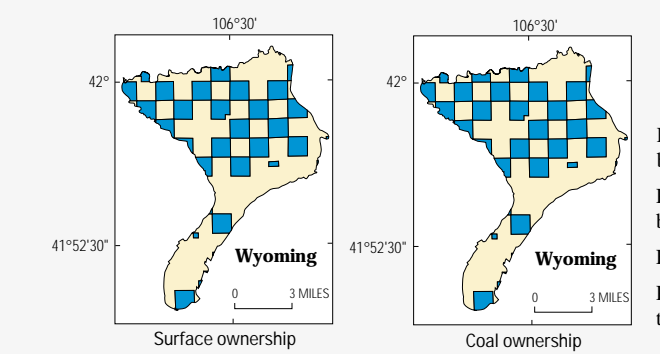 106°30'
42°
41°52'30"
Wyoming
0 3 MILES
Surface ownership
106°30'
42°
41°52'30"
Wyoming
0 3 MILES
Coal ownership